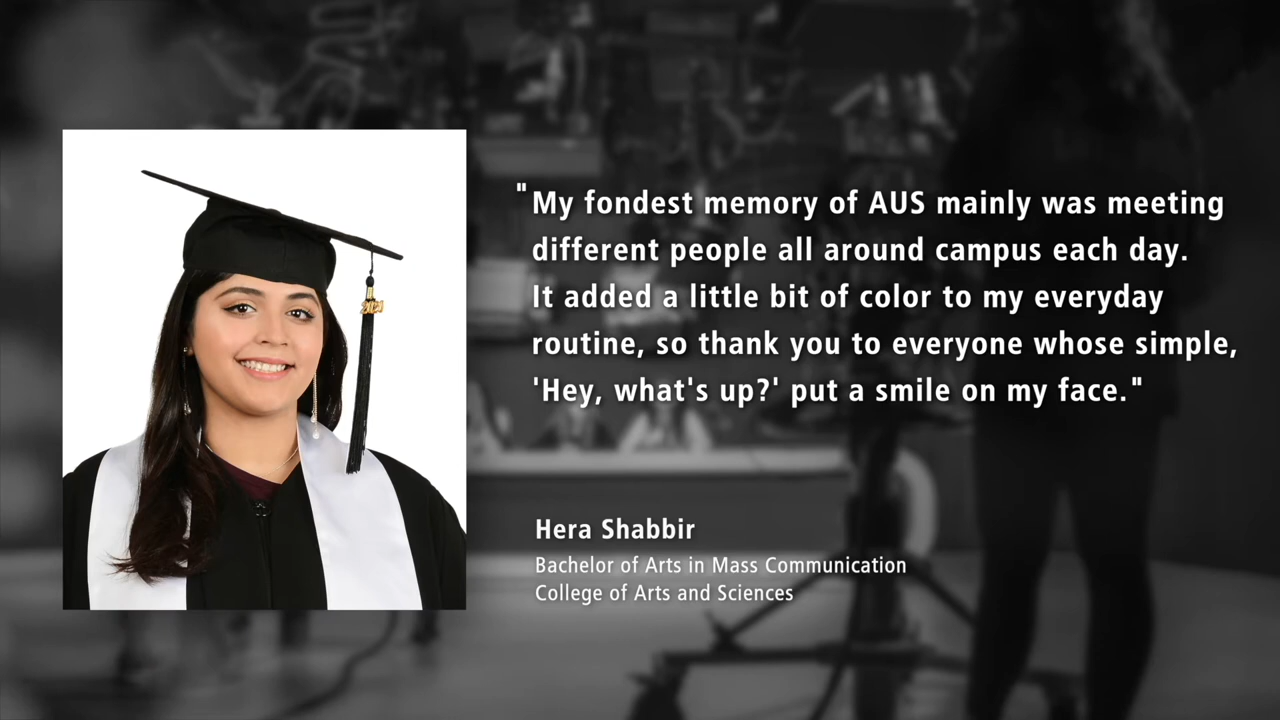 2020
"My fondest memory of AUS mainly was meeting
different people all around campus each day.
It added a little bit of color to my everyday
routine, so thank you to everyone whose simple,
'Hey, what's up?' put a smile on my face."
Hera Shabbir
Bachelor of Arts in Mass Communication
College of Arts and Sciences